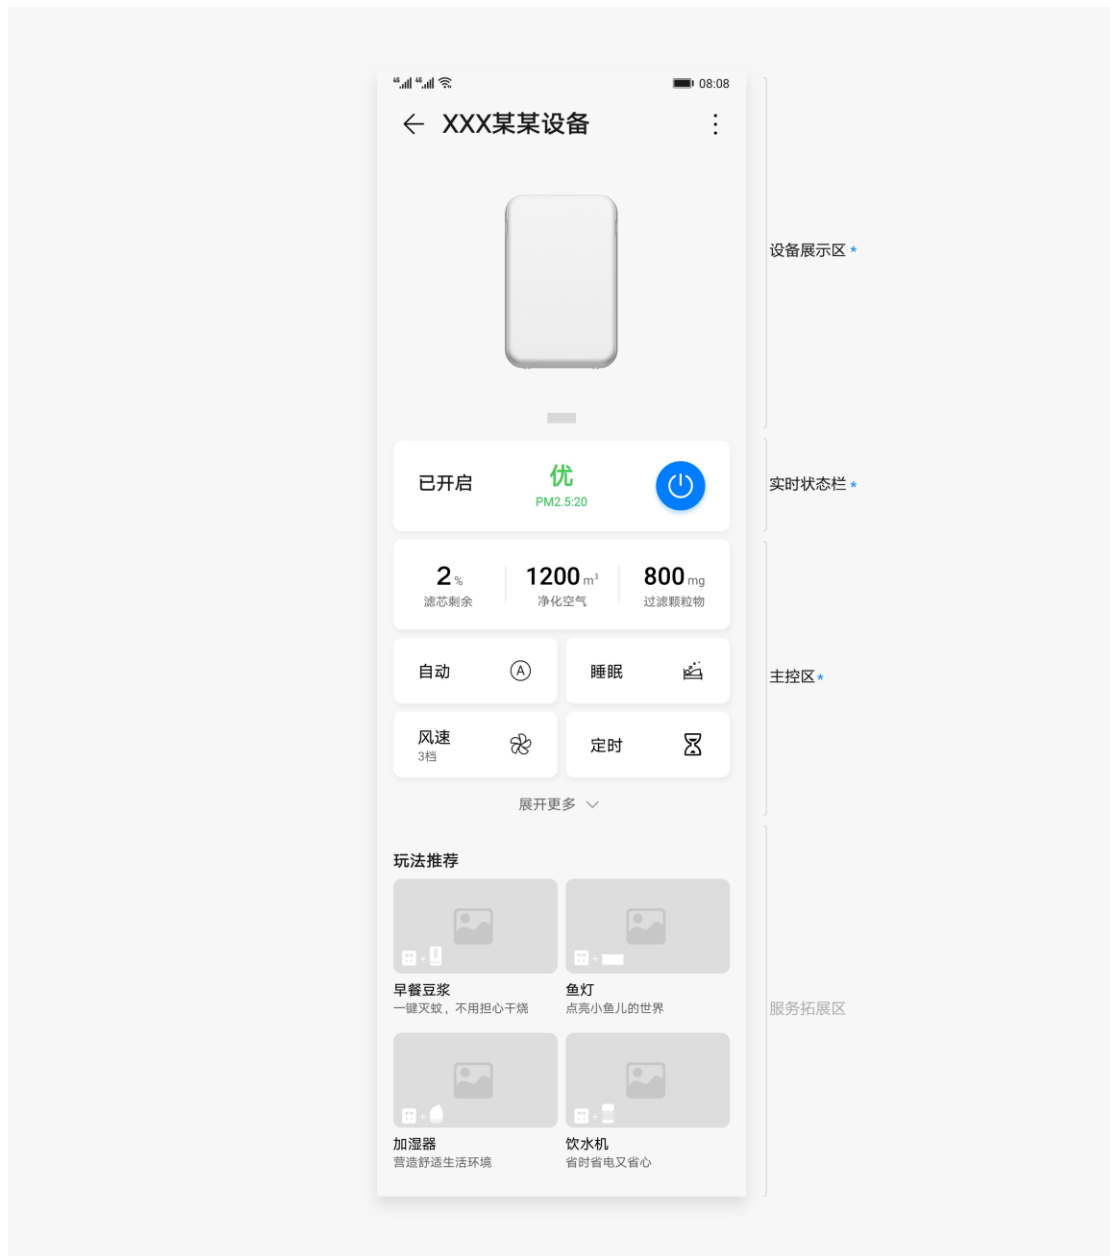 4G 4G 08:08
XXX某某设备
设备展示区 *
已开启
优
PM2.5:20
实时状态栏 *
2 % 1200 m³ 800 mg
滤芯剩余 净化空气 过滤颗粒物
自动 睡眠
主控区 *
风速
3档
定时
展开更多
玩法推荐
早餐豆浆
一键灭蚊，不用担心干烧
鱼灯
点亮小鱼儿的世界
服务拓展区
加湿器
营造舒适生活环境
饮水机
省时省电又省心